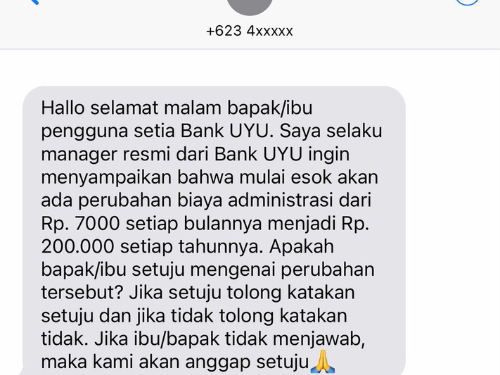 +623 4xxxxx
Hallo selamat malam bapak/ibu
pengguna setia Bank UYU. Saya selaku
manager resmi dari Bank UYU ingin
menyampaikan bahwa mulai esok akan
ada perubahan biaya administrasi dari
Rp. 7000 setiap bulannya menjadi Rp.
200.000 setiap tahunnya. Apakah
bapak/ibu setuju mengenai perubahan
tersebut? Jika setuju tolong katakan
setuju dan jika tidak tolong katakan
tidak. Jika ibu/bapak tidak menjawab,
maka kami akan anggap setuju🙏